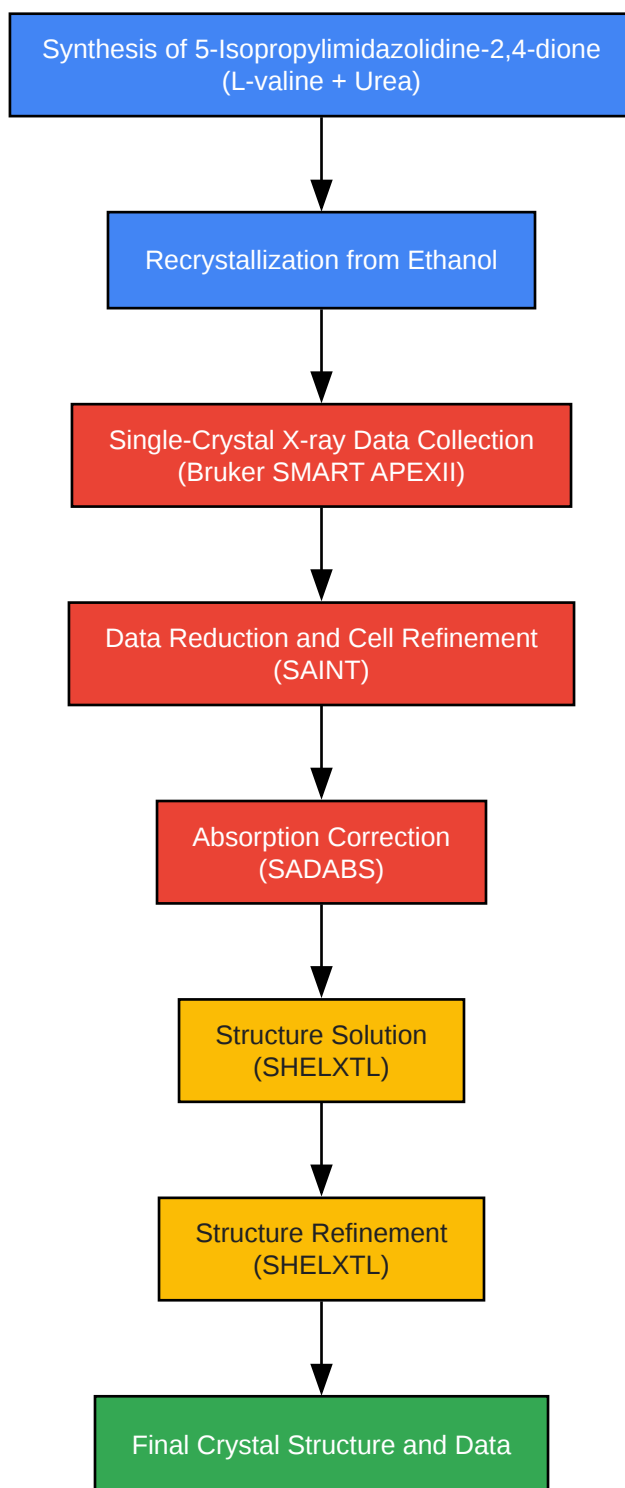 Synthesis of 5-Isopropylimidazolidine-2,4-dione
(L-valine + Urea)
Recrystallization from Ethanol
Single-Crystal X-ray Data Collection
(Bruker SMART APEXII)
Data Reduction and Cell Refinement
(SAINT)
Absorption Correction
(SADABS)
Structure Solution
(SHELXTL)
Structure Refinement
(SHELXTL)
Final Crystal Structure and Data